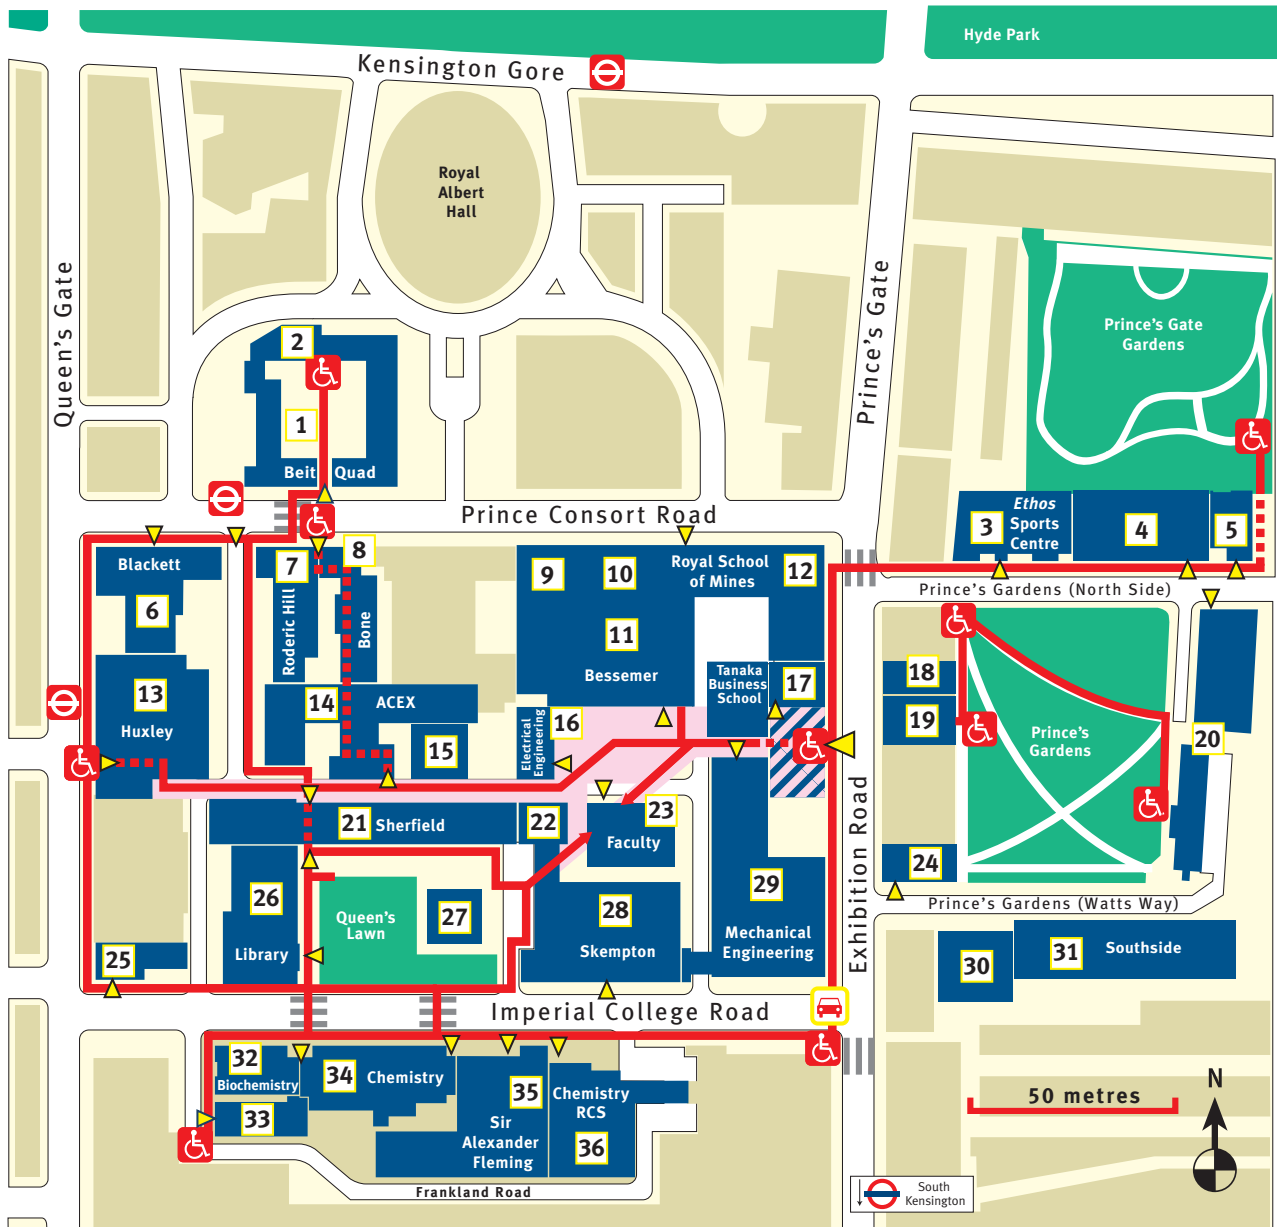 Hyde Park
Kensington Gore
Royal
Albert
Hall
Queen's Gate
Prince's Gate
Prince's Gate
Gardens
2
1
Beit Quad
Prince Consort Road
Ethos
Sports
Centre
3
4
5
Prince's Gardens (North Side)
Blackett
6
7
8
Roderic Hill
Bone
9
10
Royal School
of Mines
12
11
Bessemer
Tanaka
Business
School
17
13
Huxley
14
ACEX
15
Electrical
Engineering
16
18
19
Prince's
Gardens
20
21
Sherfield
22
23
Faculty
24
Exhibition Road
Prince's Gardens (Watts Way)
26
Library
Queen's
Lawn
27
28
Skempton
29
Mechanical
Engineering
25
30
31
Southside
Imperial College Road
32
Biochemistry
33
34
Chemistry
35
Sir
Alexander
Fleming
Chemistry
RCS
36
Frankland Road
50 metres
N
South
Kensington